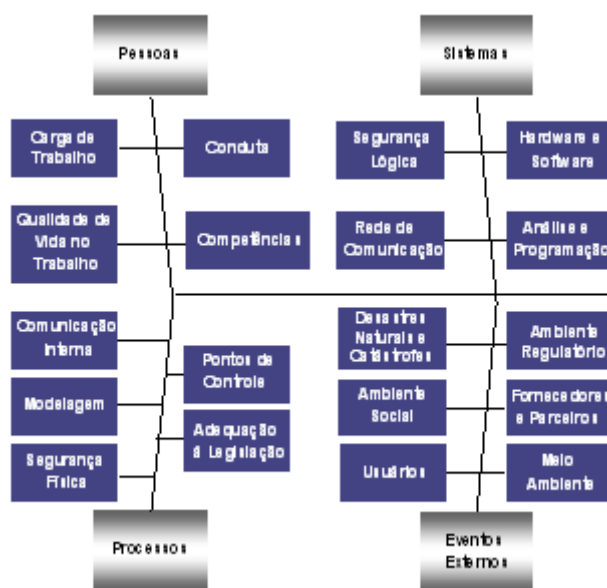 Pessoas
Sistemas
Carga de
Trabalho
Conduta
Segurança
Lógica
Hardware e
Software
Qualidade de
Vida no
Trabalho
Competências
Rede de
Comunicação
Análise e
Programação
Comunicação
Interna
Pontos de
Controle
Modelagem
Adequação
à Legislação
Segurança
Física
Desastres
Naturais e
Catástrofes
Ambiente
Regulatório
Ambiente
Social
Fornecedores
e Parceiros
Usuários
Meio
Ambiente
Processos
Eventos
Externos